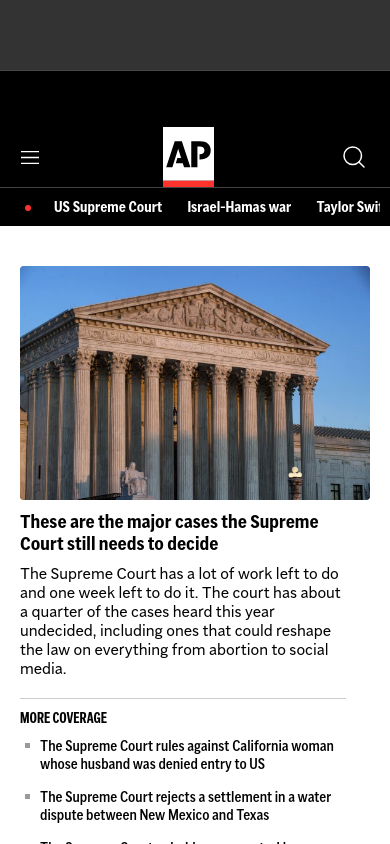 AP
US Supreme Court Israel-Hamas war Taylor
These are the major cases the Supreme
Court still needs to decide
The Supreme Court has a lot of work left to do
and one week left to do it. The court has about
a quarter of the cases heard this year
undecided, including ones that could reshape
the law on everything from abortion to social
media.
MORE COVERAGE
The Supreme Court rules against California woman
whose husband was denied entry to US
The Supreme Court rejects a settlement in a water
dispute between New Mexico and Texas